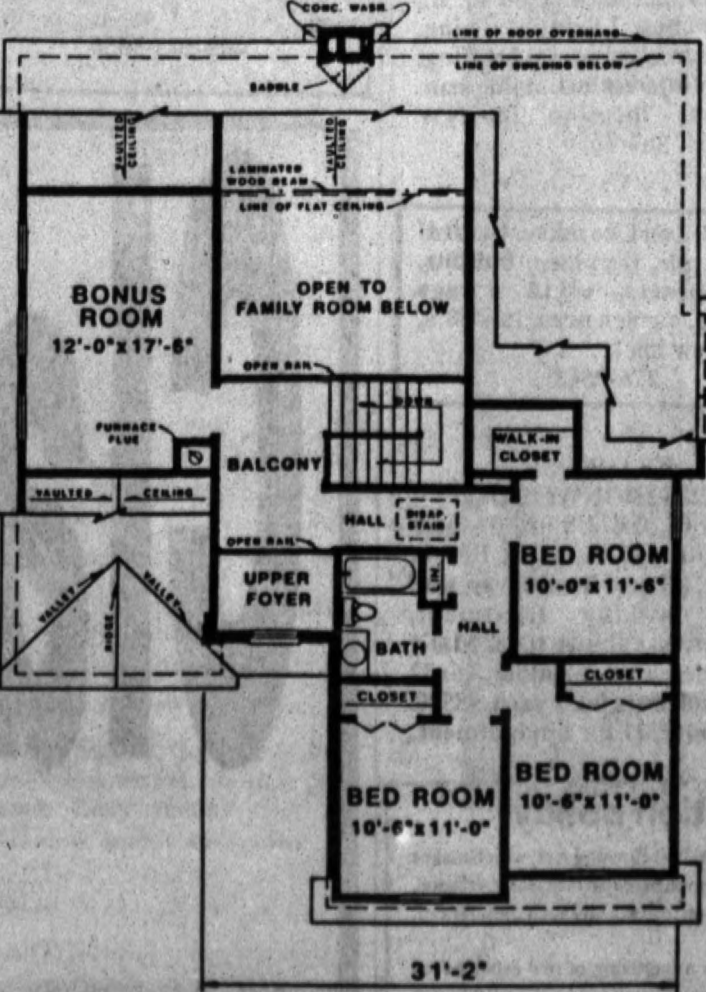 CONC. WASH.
LINE OF ROOF OVERHANG
LINE OF BUILDING BELOW
SADDLE
VAULTED
CEILING
VAULTED
CEILING
LAMINATED
WOOD BEAM
LINE OF FLAT CEILING
BONUS
ROOM
12'-0"x17'-6"
OPEN TO
FAMILY ROOM BELOW
OPEN RAIL
DOWN
FURNACE
FLUE
BALCONY
WALK-IN
CLOSET
VAULTED CEILING
HALL
DISAP.
STAIR
OPEN RAIL
UPPER
FOYER
LIN.
BED ROOM
10'-0"x11'-6"
VALLEY
RIDGE
VALLEY
BATH
HALL
CLOSET
CLOSET
BED ROOM
10'-6"x11'-0"
BED ROOM
10'-6"x11'-0"
31'-2"